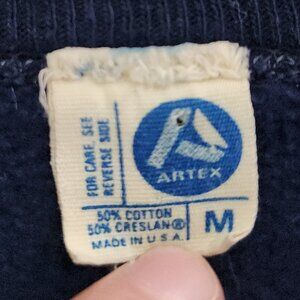 FOR CARE SEE
REVERSE SIDE
ARTEX
50% COTTON
50% CRESLAN®
MADE IN U.S.A.
M